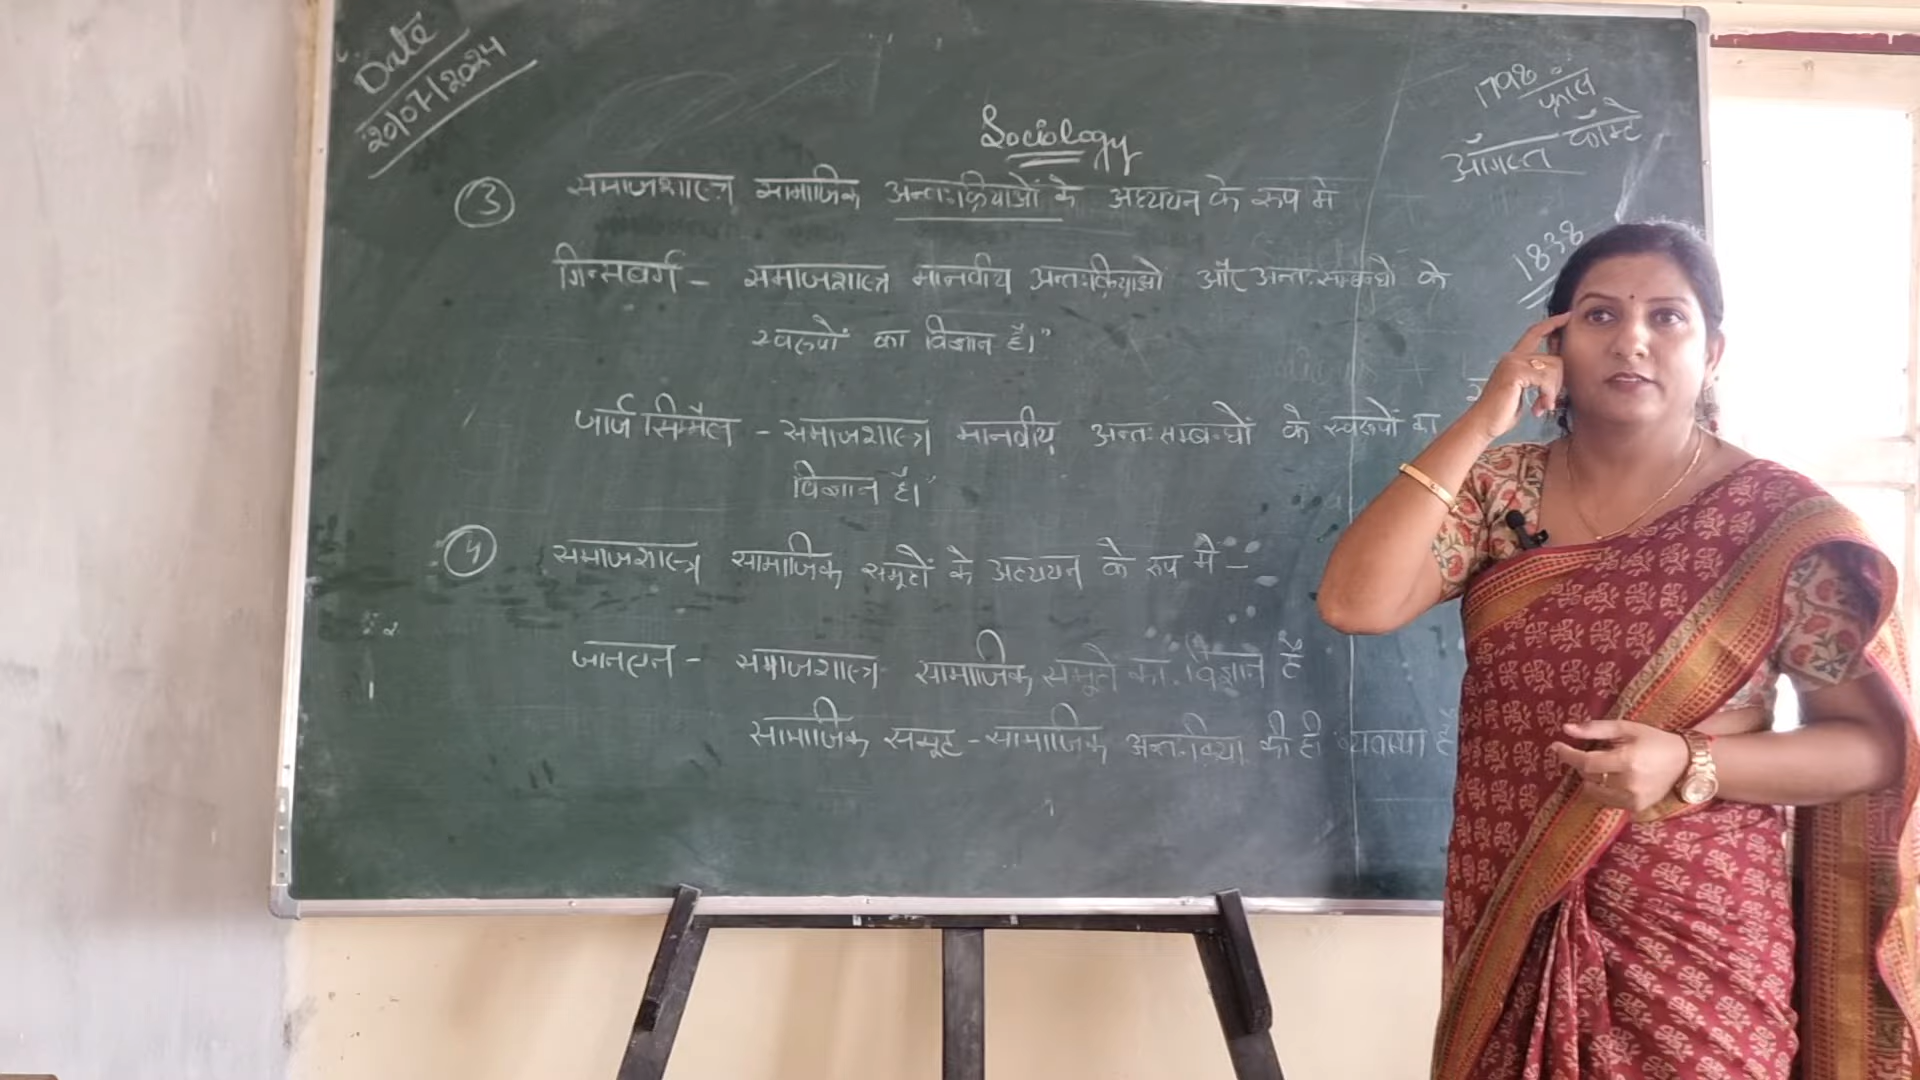 Date
20/07/2024
1798
फ्रांस
ऑगस्त कॉम्टे
1838
Sociology
3 समाजशास्त्र सामाजिक अन्तःक्रियाओं के अध्ययन के रूप मे
गिन्सबर्ग - समाजशास्त्र मानवीय अन्तःक्रियाओ और अन्तः सम्बन्धो के
स्वरूपों का विज्ञान है।"
जार्ज सिम्मैल - समाजशास्त्र मानवीय अन्तः सम्बन्धों के स्वरूपों का
विज्ञान है।"
4 समाजशास्त्र सामाजिक समूहों के अध्ययन के रूप मे -
जानसन - समाजशास्त्र सामाजिक समूहो का विज्ञान है
सामाजिक समूह - सामाजिक अन्तःक्रिया की ही व्यवस्था है